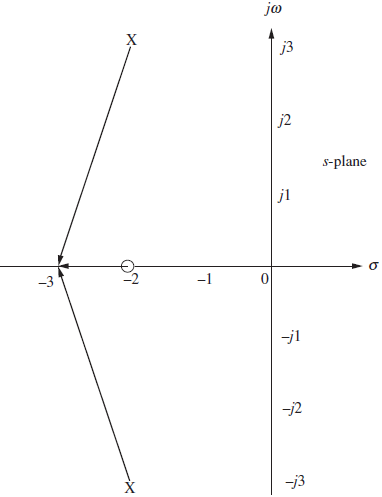 jω
X
j3
j2
s-plane
j1
σ
–3
–2
–1
0
–j1
–j2
–j3
X